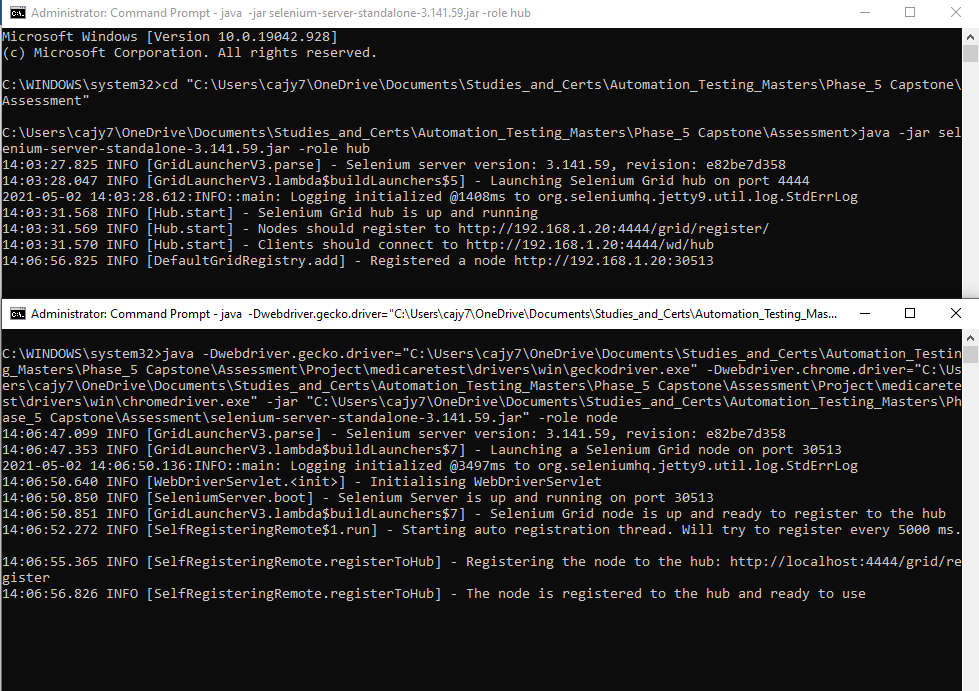 Administrator: Command Prompt - java -jar selenium-server-standalone-3.141.59.jar -role hub
Microsoft Windows [Version 10.0.19042.928]
(c) Microsoft Corporation. All rights reserved.
C:\WINDOWS\system32>cd "C:\Users\cajy7\OneDrive\Documents\Studies_and_Certs\Automation_Testing_Masters\Phase_5 Capstone\
Assessment"
C:\Users\cajy7\OneDrive\Documents\Studies_and_Certs\Automation_Testing_Masters\Phase_5 Capstone\Assessment>java -jar sel
enium-server-standalone-3.141.59.jar -role hub
14:03:27.825 INFO [GridLauncherV3.parse] - Selenium server version: 3.141.59, revision: e82be7d358
14:03:28.047 INFO [GridLauncherV3.lambda$buildLaunchers$5] - Launching Selenium Grid hub on port 4444
2021-05-02 14:03:28.612:INFO::main: Logging initialized @1408ms to org.seleniumhq.jetty9.util.log.StdErrLog
14:03:31.568 INFO [Hub.start] - Selenium Grid hub is up and running
14:03:31.569 INFO [Hub.start] - Nodes should register to http://192.168.1.20:4444/grid/register/
14:03:31.570 INFO [Hub.start] - Clients should connect to http://192.168.1.20:4444/wd/hub
14:06:56.825 INFO [DefaultGridRegistry.add] - Registered a node http://192.168.1.20:30513
Administrator: Command Prompt - java -Dwebdriver.gecko.driver="C:\Users\cajy7\OneDrive\Documents\Studies_and_Certs\Automation_Testing_Mas...
C:\WINDOWS\system32>java -Dwebdriver.gecko.driver="C:\Users\cajy7\OneDrive\Documents\Studies_and_Certs\Automation_Testin
g_Masters\Phase_5 Capstone\Assessment\Project\medicaretest\drivers\win\geckodriver.exe" -Dwebdriver.chrome.driver="C:\Us
ers\cajy7\OneDrive\Documents\Studies_and_Certs\Automation_Testing_Masters\Phase_5 Capstone\Assessment\Project\medicarete
st\drivers\win\chromedriver.exe" -jar "C:\Users\cajy7\OneDrive\Documents\Studies_and_Certs\Automation_Testing_Masters\Ph
ase_5 Capstone\Assessment\selenium-server-standalone-3.141.59.jar" -role node
14:06:47.099 INFO [GridLauncherV3.parse] - Selenium server version: 3.141.59, revision: e82be7d358
14:06:47.353 INFO [GridLauncherV3.lambda$buildLaunchers$7] - Launching a Selenium Grid node on port 30513
2021-05-02 14:06:50.136:INFO::main: Logging initialized @3497ms to org.seleniumhq.jetty9.util.log.StdErrLog
14:06:50.640 INFO [WebDriverServlet.<init>] - Initialising WebDriverServlet
14:06:50.850 INFO [SeleniumServer.boot] - Selenium Server is up and running on port 30513
14:06:50.851 INFO [GridLauncherV3.lambda$buildLaunchers$7] - Selenium Grid node is up and ready to register to the hub
14:06:52.272 INFO [SelfRegisteringRemote$1.run] - Starting auto registration thread. Will try to register every 5000 ms.
14:06:55.365 INFO [SelfRegisteringRemote.registerToHub] - Registering the node to the hub: http://localhost:4444/grid/re
gister
14:06:56.826 INFO [SelfRegisteringRemote.registerToHub] - The node is registered to the hub and ready to use